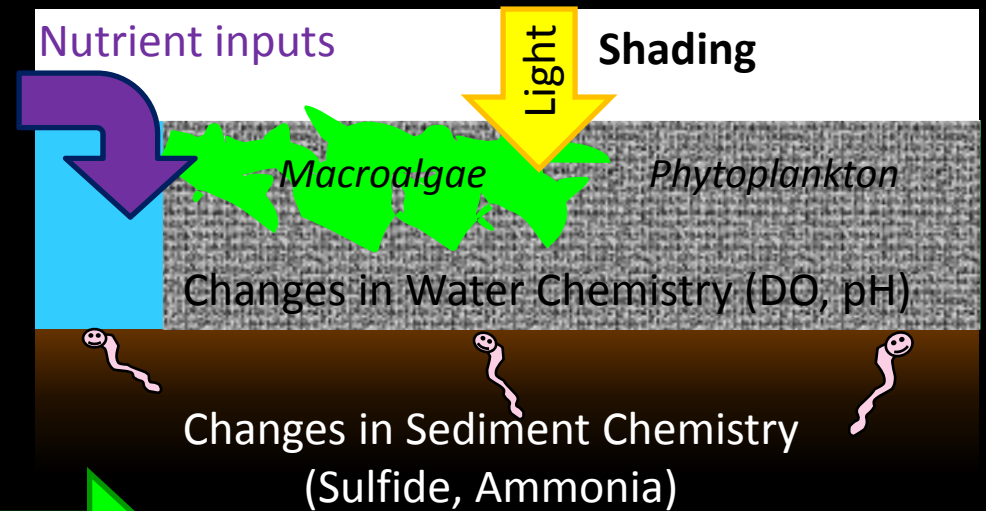 Nutrient inputs
Light
Shading
Macroalgae
Phytoplankton
Changes in Water Chemistry (DO, pH)
Changes in Sediment Chemistry
(Sulfide, Ammonia)